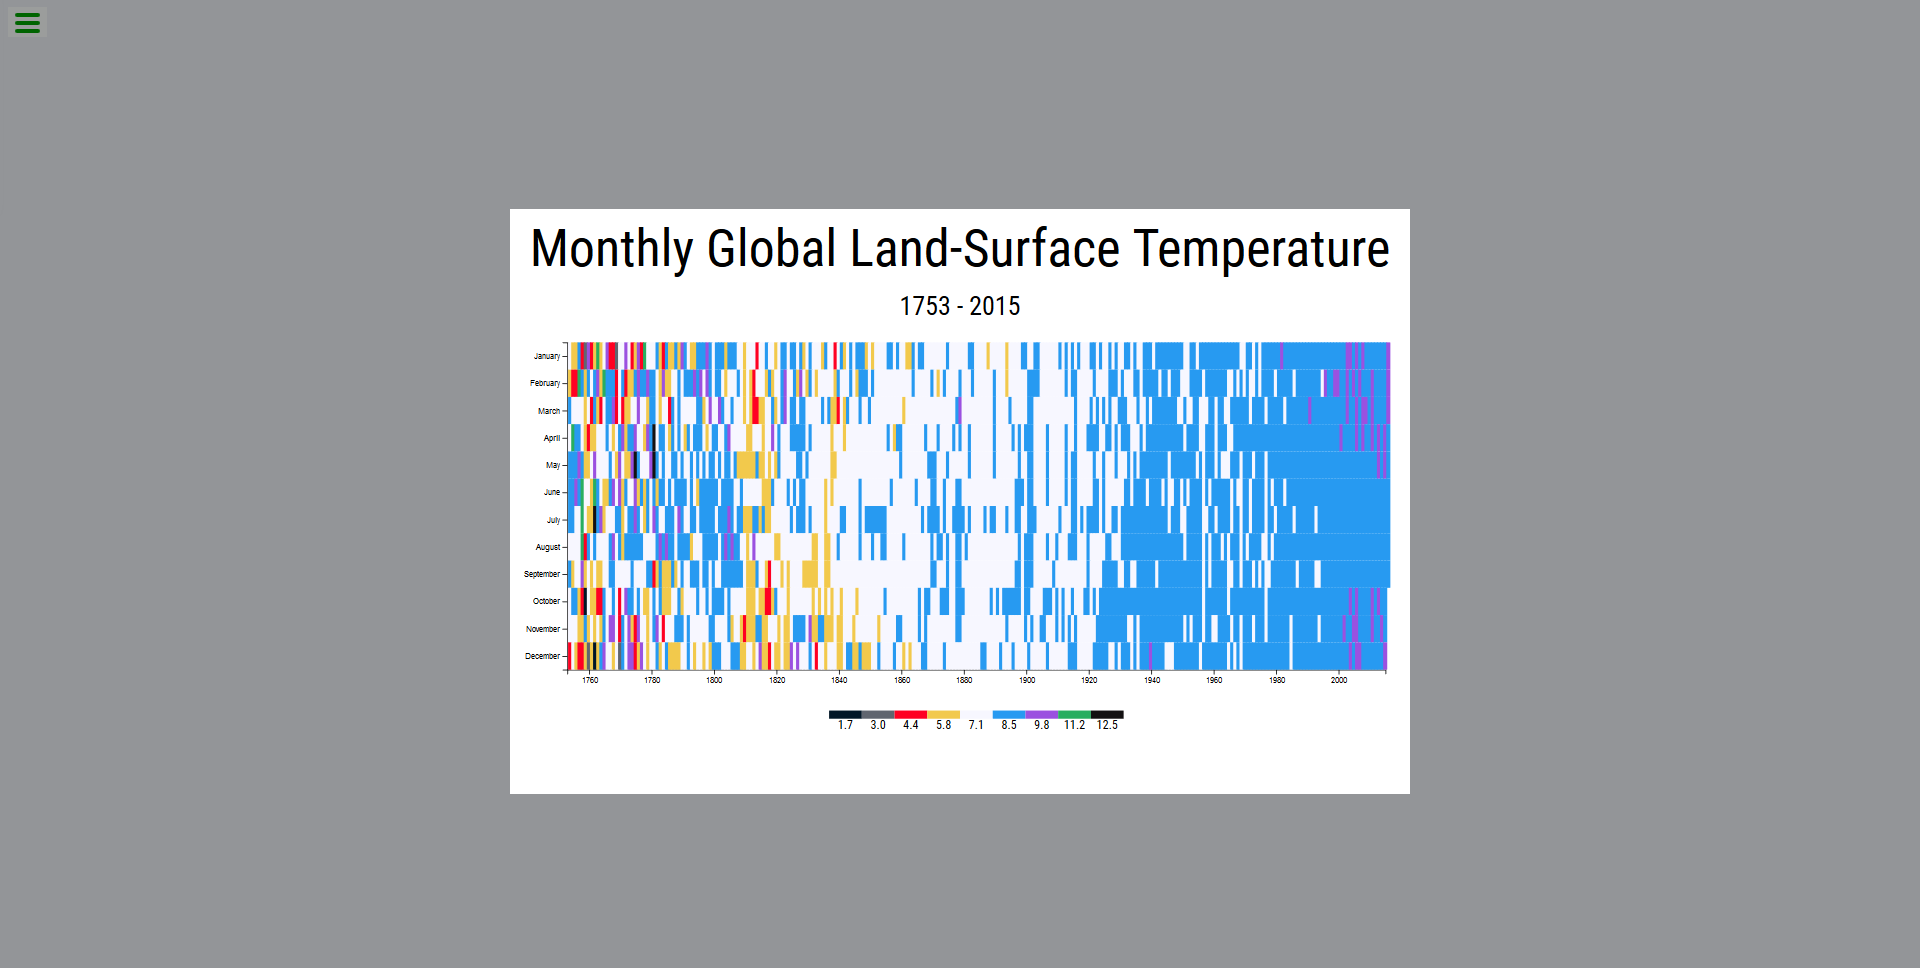 Monthly Global Land-Surface Temperature
1753 - 2015
January
February
March
April
May
June
July
August
September
October
November
December
1760 1780 1800 1820 1840 1860 1880 1900 1920 1940 1960 1980 2000
1.7 3.0 4.4 5.8 7.1 8.5 9.8 11.2 12.5